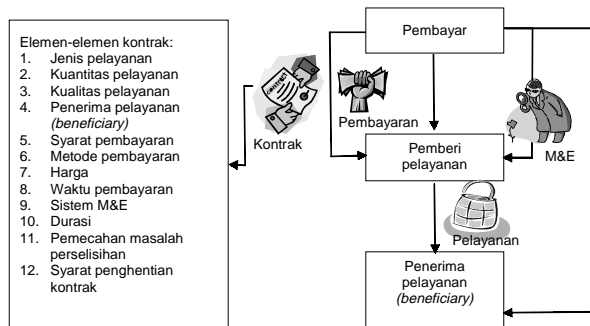 Elemen-elemen kontrak:
1. Jenis pelayanan
2. Kuantitas pelayanan
3. Kualitas pelayanan
4. Penerima pelayanan
(beneficiary)
5. Syarat pembayaran
6. Metode pembayaran
7. Harga
8. Waktu pembayaran
9. Sistem M&E
10. Durasi
11. Pemecahan masalah
perselisihan
12. Syarat penghentian
kontrak
Contract
Kontrak
Pembayar
Pembayaran
Pemberi
pelayanan
M&E
Pelayanan
Penerima
pelayanan
(beneficiary)